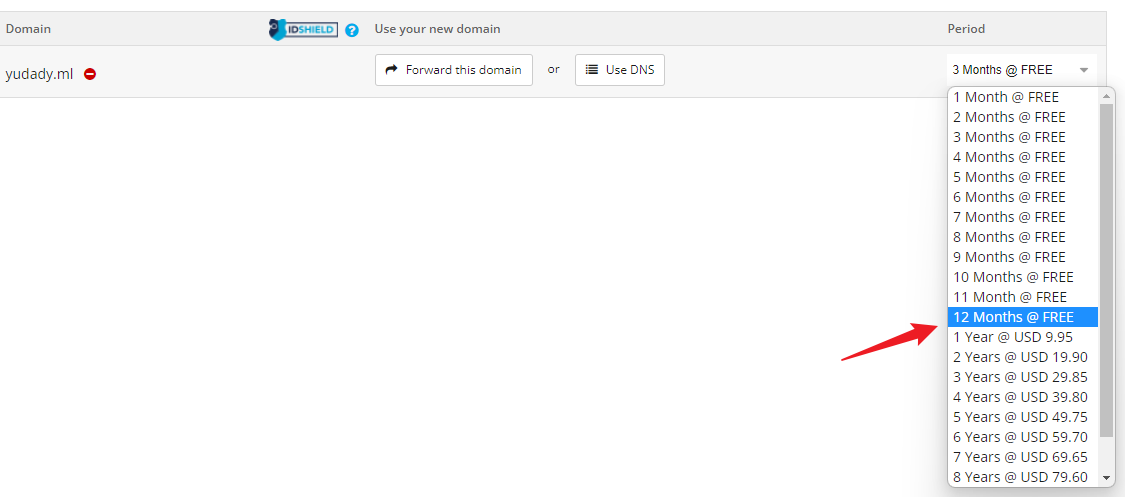 Domain IDSHIELD ? Use your new domain Period
yudady.ml Forward this domain or Use DNS 3 Months @ FREE
1 Month @ FREE
2 Months @ FREE
3 Months @ FREE
4 Months @ FREE
5 Months @ FREE
6 Months @ FREE
7 Months @ FREE
8 Months @ FREE
9 Months @ FREE
10 Months @ FREE
11 Month @ FREE
12 Months @ FREE
1 Year @ USD 9.95
2 Years @ USD 19.90
3 Years @ USD 29.85
4 Years @ USD 39.80
5 Years @ USD 49.75
6 Years @ USD 59.70
7 Years @ USD 69.65
8 Years @ USD 79.60